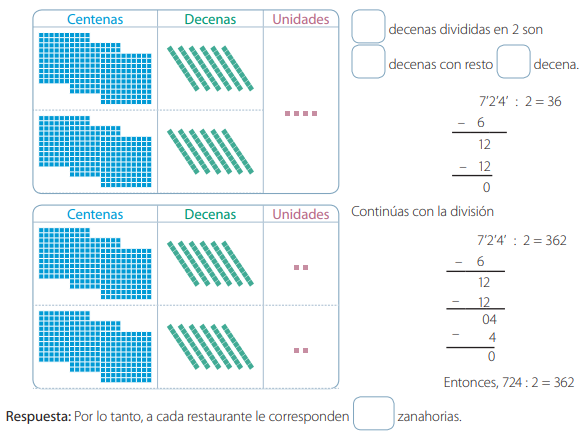 Centenas Decenas Unidades
decenas divididas en 2 son
decenas con resto decena.
7'2'4' : 2 = 36
– 6
12
– 12
0
Centenas Decenas Unidades
Continúas con la división
7'2'4' : 2 = 362
– 6
12
– 12
04
– 4
0
Entonces, 724 : 2 = 362
Respuesta: Por lo tanto, a cada restaurante le corresponden zanahorias.